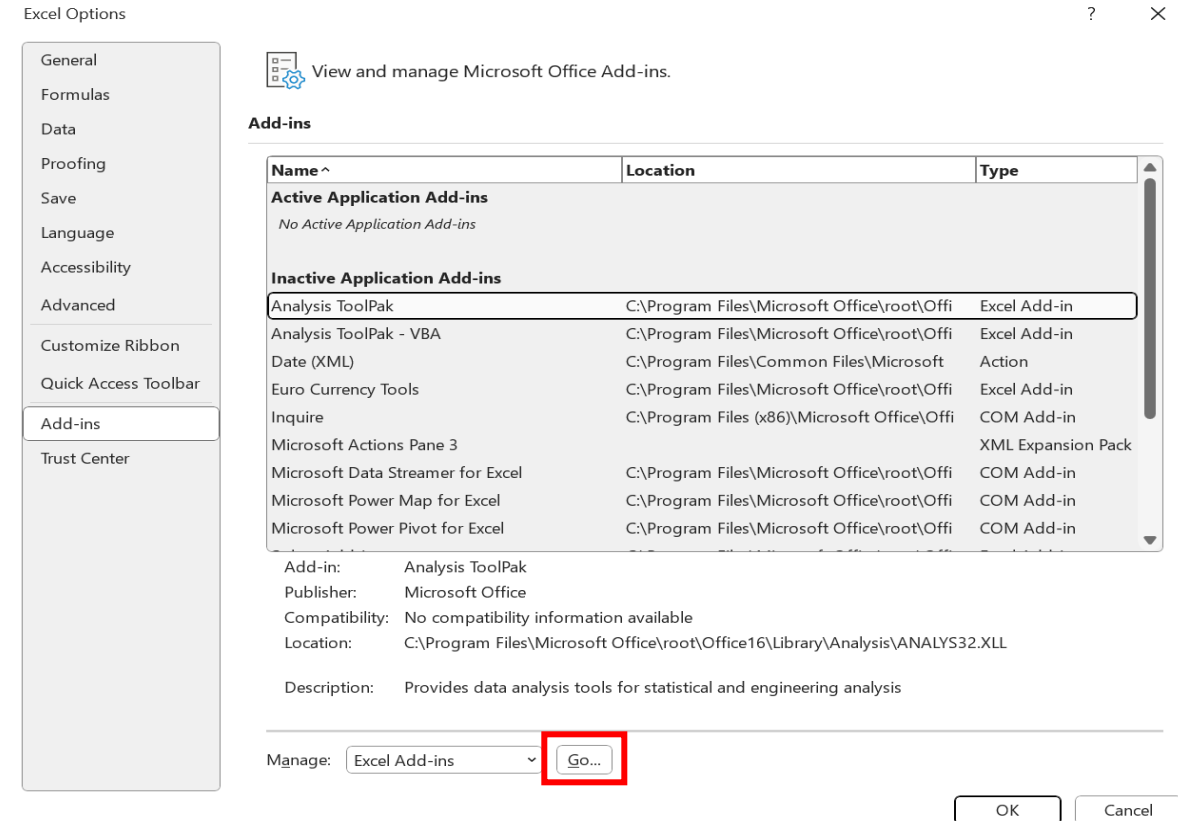 Excel Options ?
General
Formulas
Data
Proofing
Save
Language
Accessibility
Advanced
Customize Ribbon
Quick Access Toolbar
Add-ins
Trust Center
View and manage Microsoft Office Add-ins.
Add-ins
Name Location Type
Active Application Add-ins
No Active Application Add-ins
Inactive Application Add-ins
Analysis ToolPak C:\Program Files\Microsoft Office\root\Offi Excel Add-in
Analysis ToolPak - VBA C:\Program Files\Microsoft Office\root\Offi Excel Add-in
Date (XML) C:\Program Files\Common Files\Microsoft Action
Euro Currency Tools C:\Program Files\Microsoft Office\root\Offi Excel Add-in
Inquire C:\Program Files (x86)\Microsoft Office\Offi COM Add-in
Microsoft Actions Pane 3 XML Expansion Pack
Microsoft Data Streamer for Excel C:\Program Files\Microsoft Office\root\Offi COM Add-in
Microsoft Power Map for Excel C:\Program Files\Microsoft Office\root\Offi COM Add-in
Microsoft Power Pivot for Excel C:\Program Files\Microsoft Office\root\Offi COM Add-in
Add-in: Analysis ToolPak
Publisher: Microsoft Office
Compatibility: No compatibility information available
Location: C:\Program Files\Microsoft Office\root\Office16\Library\Analysis\ANALYS32.XLL
Description: Provides data analysis tools for statistical and engineering analysis
Manage: Excel Add-ins Go...
OK Cancel